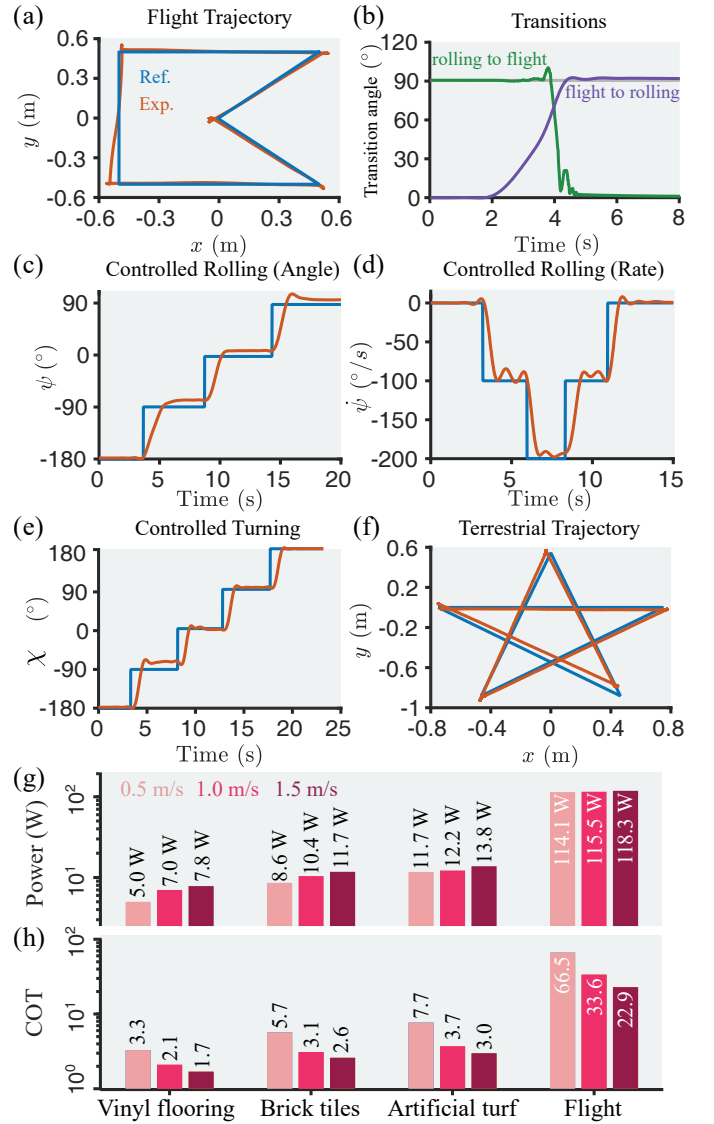 (a) Flight Trajectory
0.6
0.3
0
-0.3
-0.6
y (m)
Ref.
Exp.
-0.6 -0.3 0 0.3 0.6
x (m)
(b) Transitions
120
90
60
30
0
Transition angle (°)
rolling to flight
flight to rolling
0 2 4 6 8
Time (s)
(c) Controlled Rolling (Angle)
90
0
-90
-180
ψ (°)
0 5 10 15 20
Time (s)
(d) Controlled Rolling (Rate)
0
-50
-100
-150
-200
ψ̇ (°/s)
0 5 10 15
Time (s)
(e) Controlled Turning
180
90
0
-90
-180
χ (°)
0 5 10 15 20 25
Time (s)
(f) Terrestrial Trajectory
0.6
0.2
-0.2
-0.6
-1
y (m)
-0.8 -0.4 0 0.4 0.8
x (m)
(g)
0.5 m/s 1.0 m/s 1.5 m/s
10²
10¹
Power (W)
5.0 W 7.0 W 7.8 W 8.6 W 10.4 W 11.7 W 11.7 W 12.2 W 13.8 W 114.1 W 115.5 W 118.3 W
(h)
10²
10¹
10⁰
COT
3.3 2.1 1.7 5.7 3.1 2.6 7.7 3.7 3.0 66.5 33.6 22.9
Vinyl flooring Brick tiles Artificial turf Flight